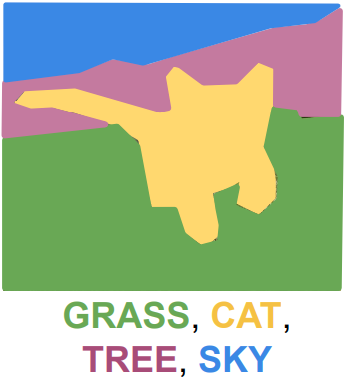 GRASS, CAT,
TREE, SKY